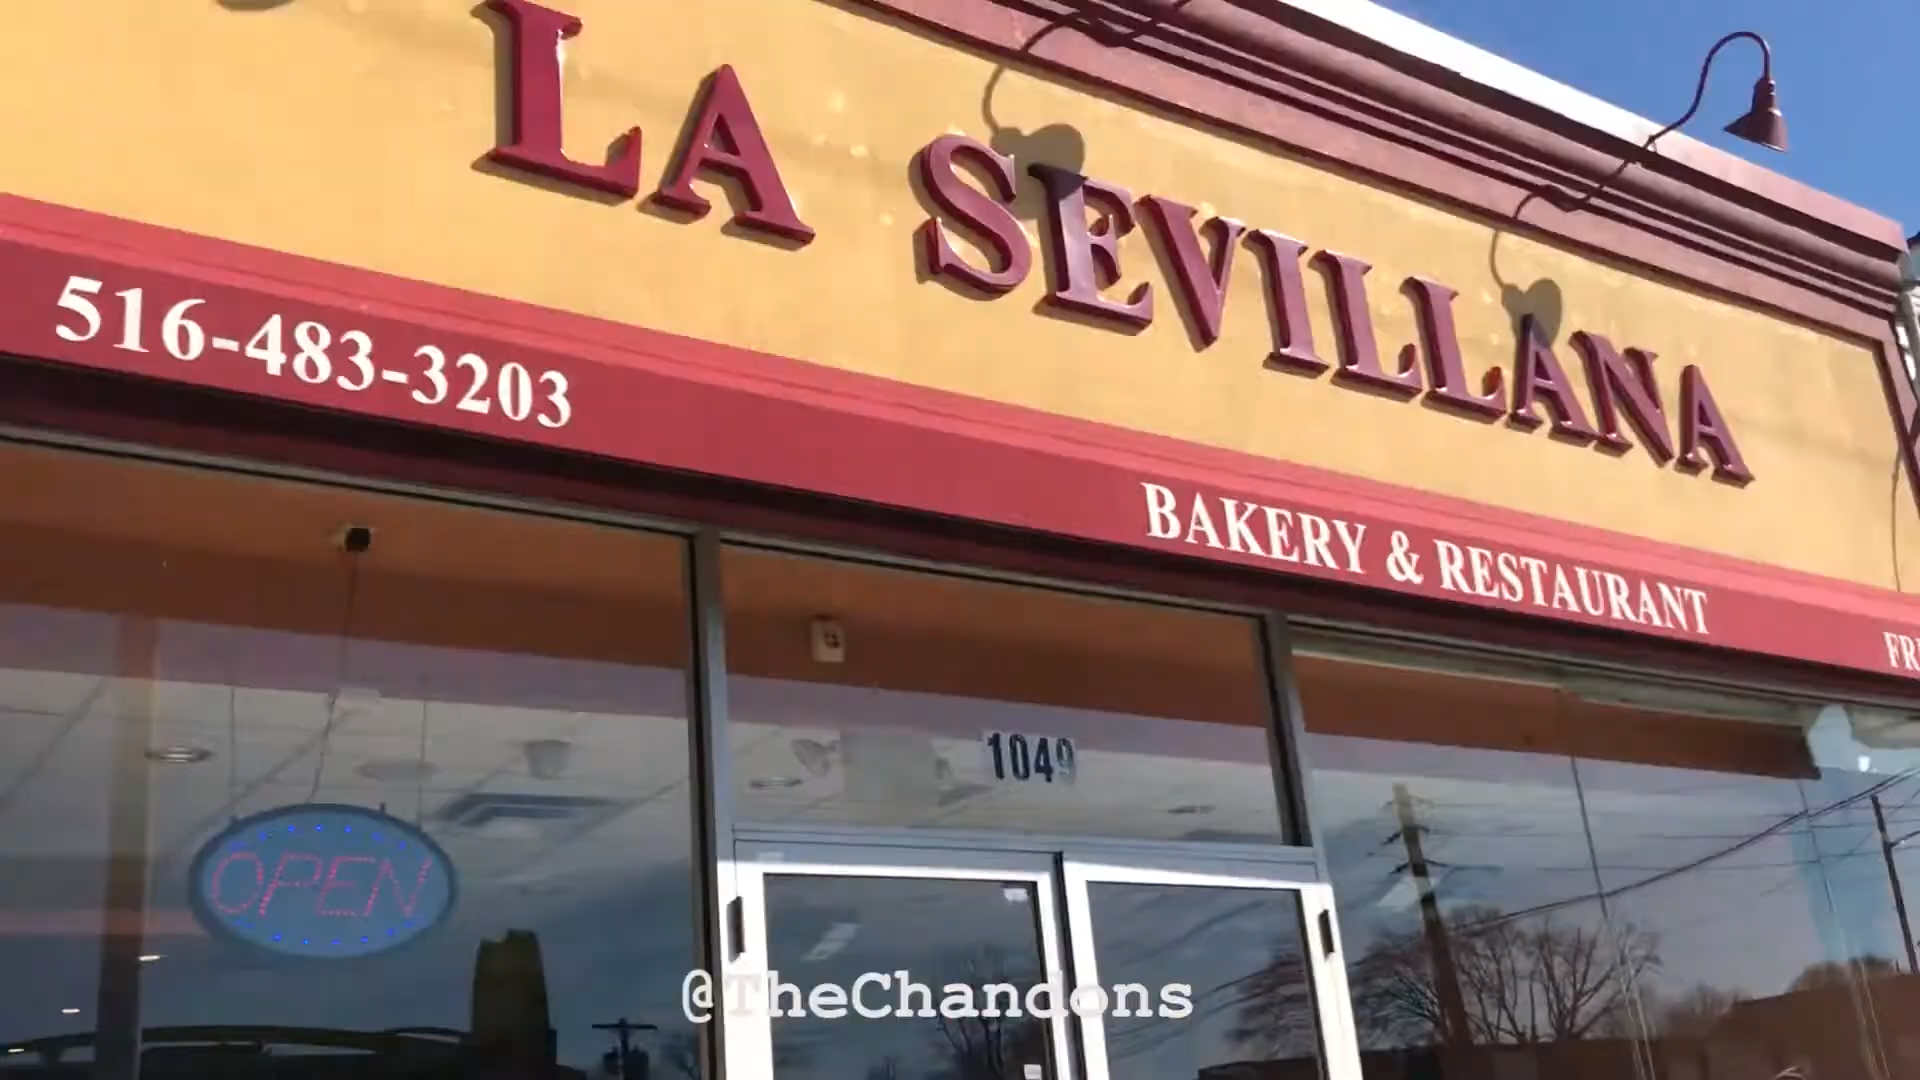 LA SEVILLANA
516-483-3203
BAKERY & RESTAURANT
1049
OPEN
@TheChandons